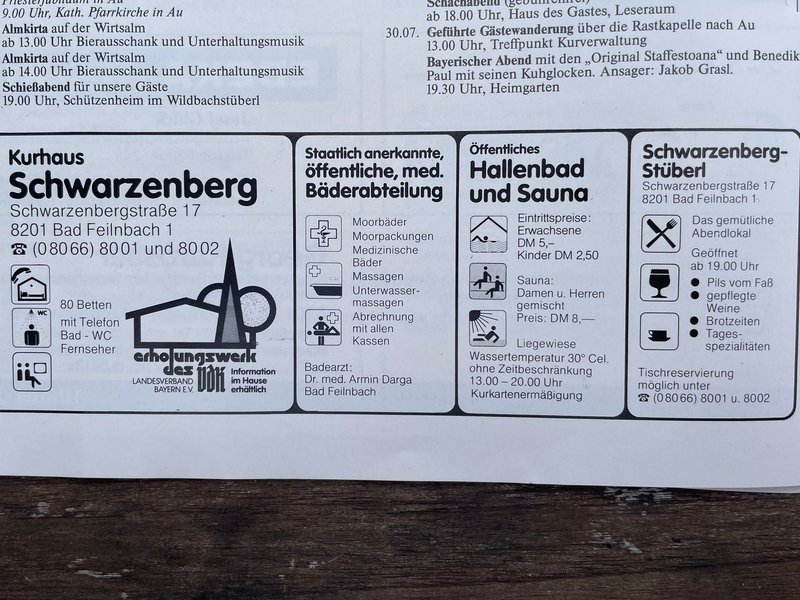 Priesterjubiläum in Au
9.00 Uhr, Kath. Pfarrkirche in Au
Almkirta auf der Wirtsalm
ab 13.00 Uhr Bierausschank und Unterhaltungsmusik
Almkirta auf der Wirtsalm
ab 14.00 Uhr Bierausschank und Unterhaltungsmusik
Schießabend für unsere Gäste
19.00 Uhr, Schützenheim im Wildbachstüberl
Schachabend (gebührenfrei)
ab 18.00 Uhr, Haus des Gastes, Leseraum
30.07. Geführte Gästewanderung über die Rastkapelle nach Au
13.00 Uhr, Treffpunkt Kurverwaltung
Bayerischer Abend mit den „Original Staffestoana" und Benedik
Paul mit seinen Kuhglocken. Ansager: Jakob Grasl.
19.30 Uhr, Heimgarten
Kurhaus
Schwarzenberg
Schwarzenbergstraße 17
8201 Bad Feilnbach 1
☎ (08066) 8001 und 8002
WC
80 Betten
mit Telefon
Bad - WC
Fernseher
erholungswerk
des VDK
LANDESVERBAND
BAYERN E.V.
Information
im Hause
erhältlich
Staatlich anerkannte,
öffentliche, med.
Bäderabteilung
Moorbäder
Moorpackungen
Medizinische
Bäder
Massagen
Unterwasser-
massagen
Abrechnung
mit allen
Kassen
Badearzt:
Dr. med. Armin Darga
Bad Feilnbach
Öffentliches
Hallenbad
und Sauna
Eintrittspreise:
Erwachsene
DM 5,–
Kinder DM 2,50
Sauna:
Damen u. Herren
gemischt
Preis: DM 8,—
Liegewiese
Wassertemperatur 30° Cel.
ohne Zeitbeschränkung
13.00 – 20.00 Uhr
Kurkartenermäßigung
Schwarzenberg-
Stüberl
Schwarzenbergstraße 17
8201 Bad Feilnbach 1
Das gemütliche
Abendlokal
Geöffnet
ab 19.00 Uhr
● Pils vom Faß
● gepflegte
Weine
● Brotzeiten
● Tages-
spezialitäten
Tischreservierung
möglich unter
☎ (08066) 8001 u. 8002